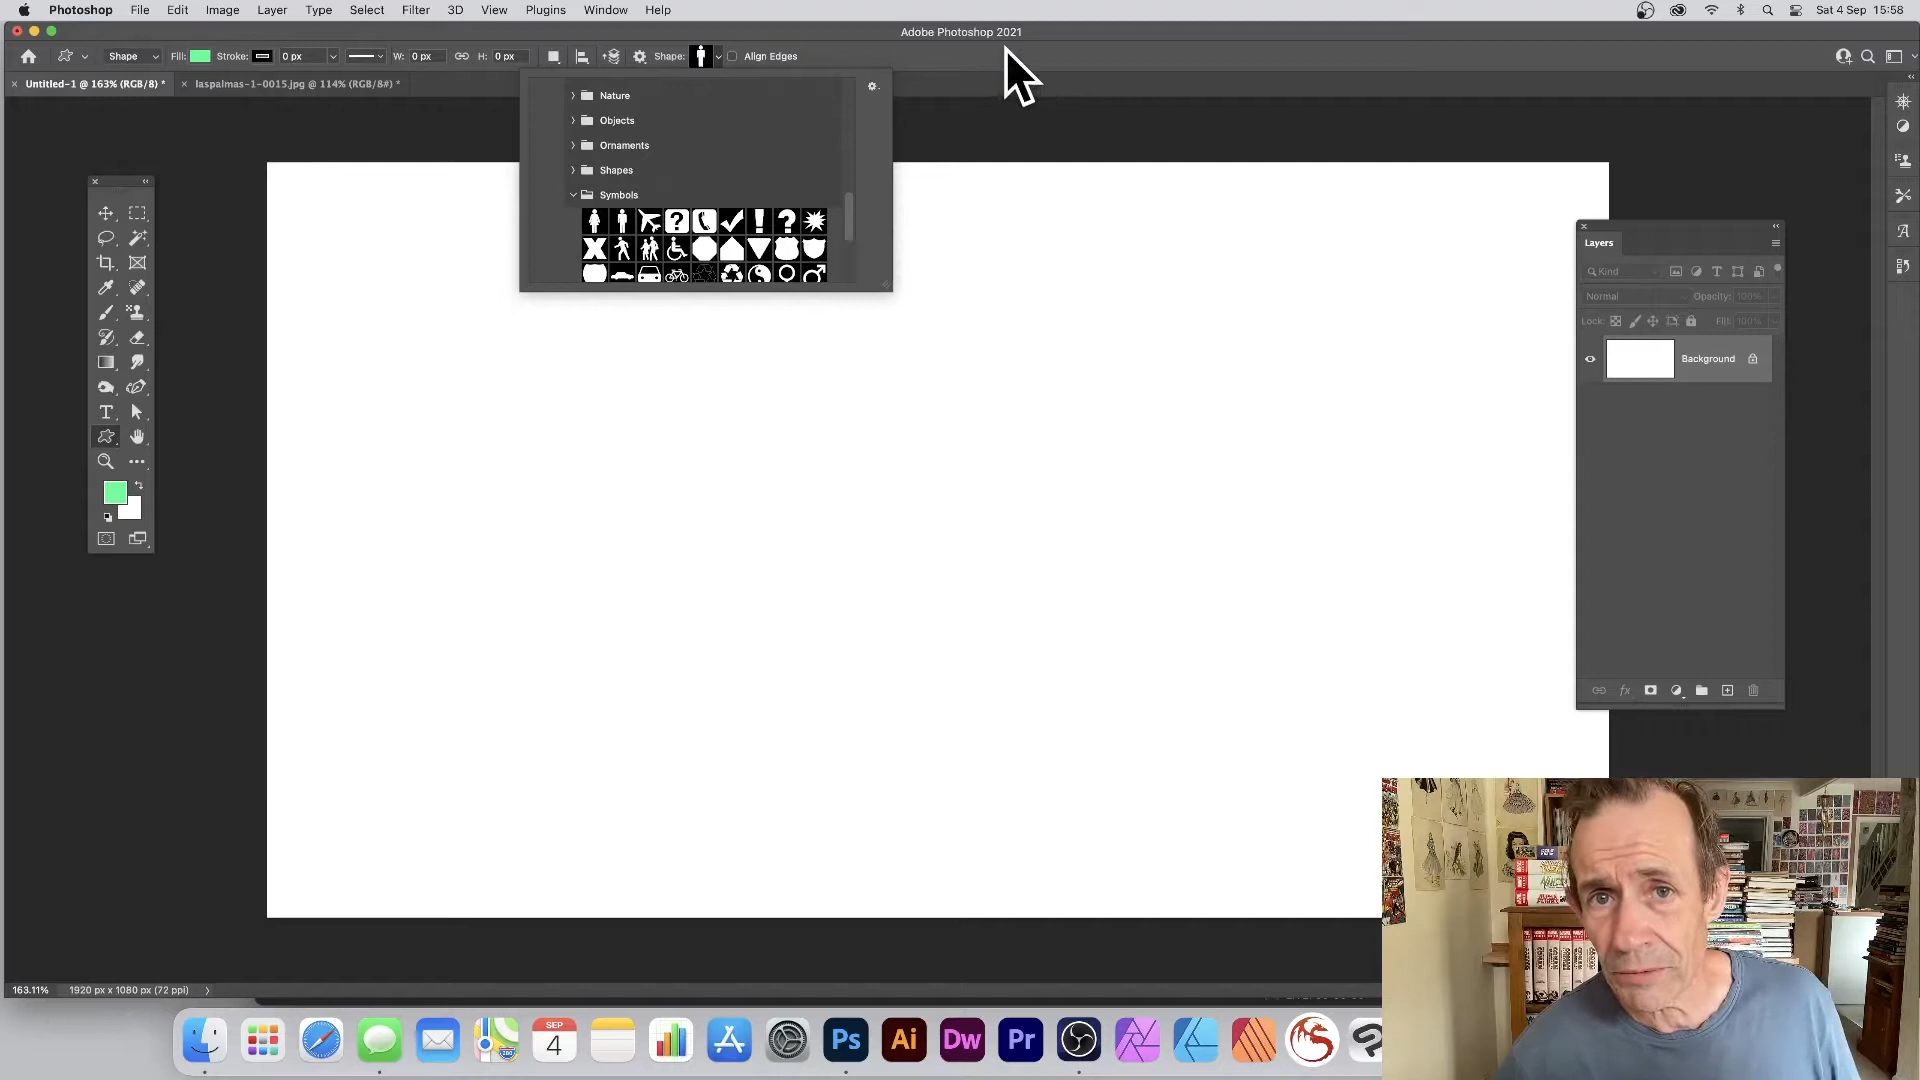 Photoshop File Edit Image Layer Type Select Filter 3D View Plugins Window Help Sat 4 Sep 15:58
Adobe Photoshop 2021
Shape Fill: Stroke: 0 px W: 0 px H: 0 px Shape: Align Edges
Untitled-1 @ 163% (RGB/8) * laspalmas-1-0015.jpg @ 114% (RGB/8#) *
Nature
Objects
Ornaments
Shapes
Symbols
Layers
Kind
Normal Opacity: 100%
Lock: Fill: 100%
Background
163.11% 1920 px x 1080 px (72 ppi)
SEP
4
Ps Ai Dw Pr